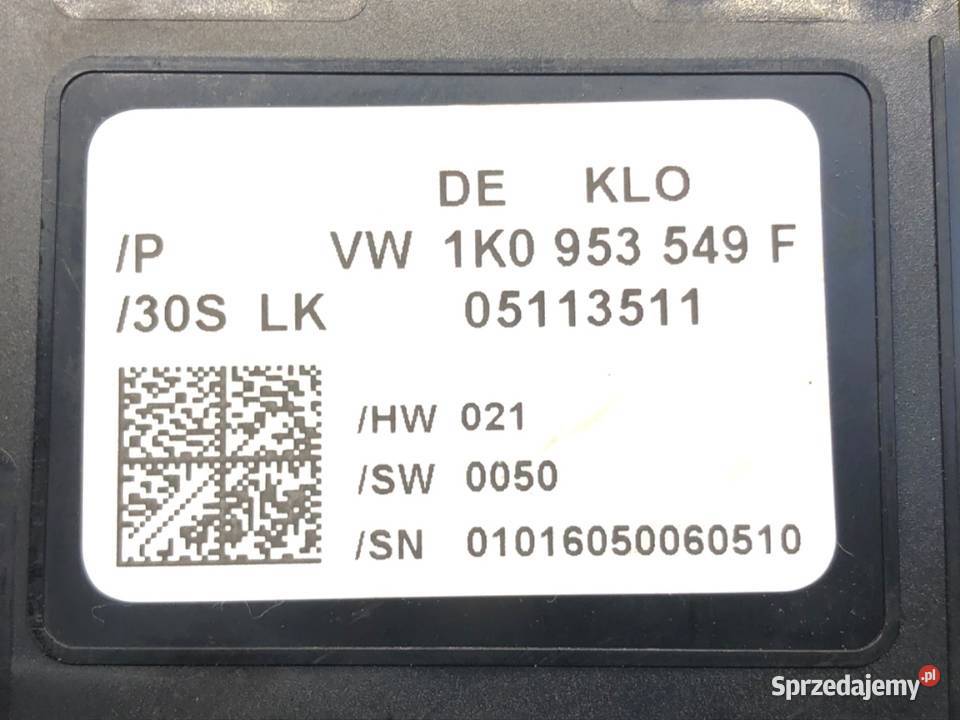 DE KLO
/P VW 1K0 953 549 F
/30S LK 05113511
/HW 021
/SW 0050
/SN 01016050060510
Sprzedajemy.pl